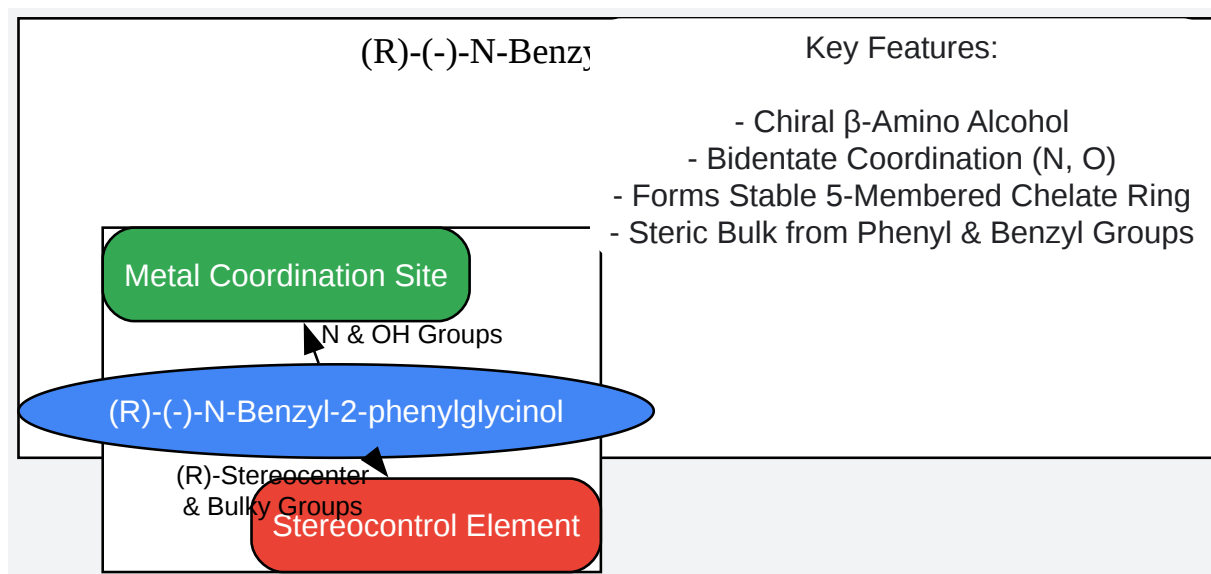 (R)-(-)-N-Benzy
Key Features:
- Chiral β-Amino Alcohol
- Bidentate Coordination (N, O)
- Forms Stable 5-Membered Chelate Ring
- Steric Bulk from Phenyl & Benzyl Groups
Metal Coordination Site
N & OH Groups
(R)-(-)-N-Benzyl-2-phenylglycinol
(R)-Stereocenter
& Bulky Groups
Stereocontrol Element